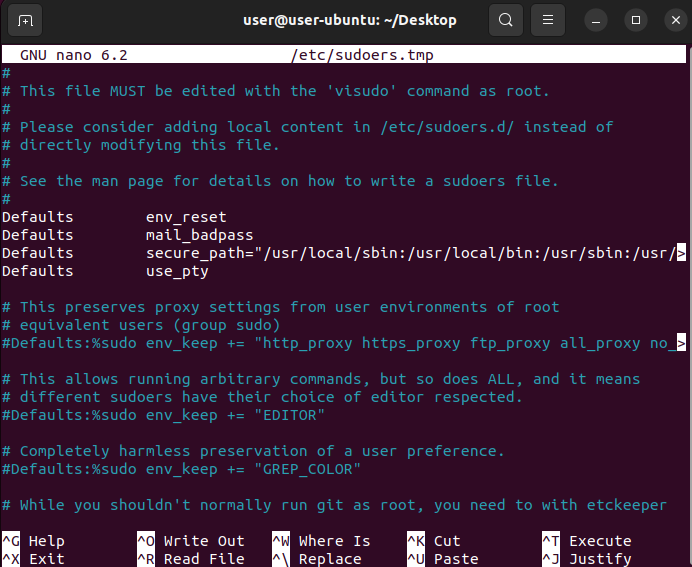 user@user-ubuntu: ~/Desktop
GNU nano 6.2 /etc/sudoers.tmp
#
# This file MUST be edited with the 'visudo' command as root.
#
# Please consider adding local content in /etc/sudoers.d/ instead of
# directly modifying this file.
#
# See the man page for details on how to write a sudoers file.
#
Defaults env_reset
Defaults mail_badpass
Defaults secure_path="/usr/local/sbin:/usr/local/bin:/usr/sbin:/usr/>
Defaults use_pty
# This preserves proxy settings from user environments of root
# equivalent users (group sudo)
#Defaults:%sudo env_keep += "http_proxy https_proxy ftp_proxy all_proxy no_>
# This allows running arbitrary commands, but so does ALL, and it means
# different sudoers have their choice of editor respected.
#Defaults:%sudo env_keep += "EDITOR"
# Completely harmless preservation of a user preference.
#Defaults:%sudo env_keep += "GREP_COLOR"
# While you shouldn't normally run git as root, you need to with etckeeper
^G Help ^O Write Out ^W Where Is ^K Cut ^T Execute
^X Exit ^R Read File ^\ Replace ^U Paste ^J Justify